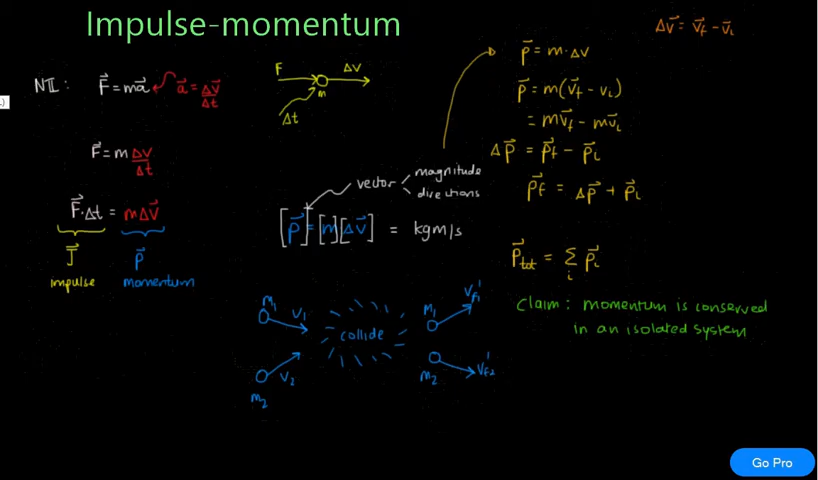 Impulse-momentum
NII: F⃗ = ma⃗ a⃗ = Δv⃗/Δt
F⃗ = m Δv/Δt
F⃗·Δt = mΔv⃗
J⃗ p⃗
impulse momentum
F Δv
m
Δt
vector magnitude
directions
[p⃗] = [m][Δv⃗] = kgm/s
M₁ V₁ collide M₁ Vf₁'
m₂ V₂ m₂ Vf₂'
Δv⃗ = v⃗f - v⃗i
p⃗ = m·Δv
p⃗ = m(v⃗f - vi)
= mv⃗f - mv⃗i
Δp⃗ = p⃗f - p⃗i
p⃗f = Δp⃗ + p⃗i
p⃗tot = Σi p⃗i
Claim: momentum is conserved
in an isolated system
Go Pro